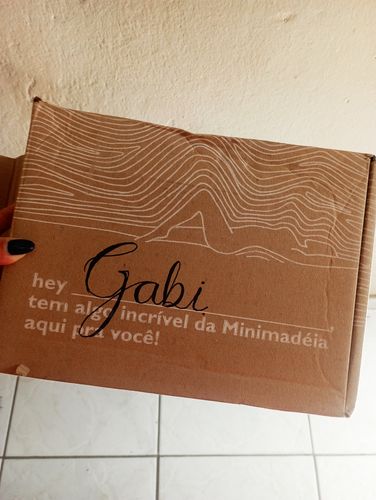 hey Gabi,
tem algo incrível da Minimadéia
aqui pra você!